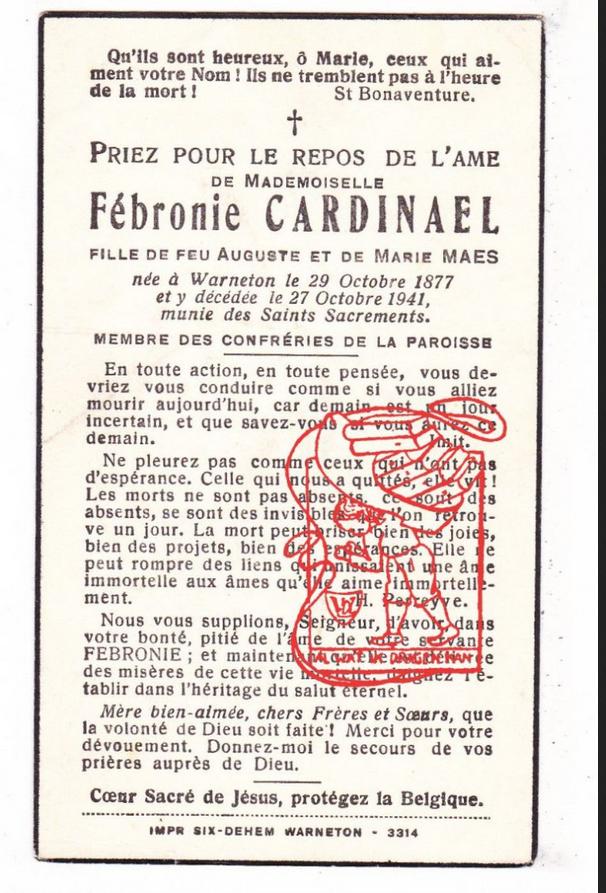 Qu'ils sont heureux, ô Marie, ceux qui ai-
ment votre Nom ! Ils ne tremblent pas à l'heure
de la mort ! St Bonaventure.
PRIEZ POUR LE REPOS DE L'AME
DE MADEMOISELLE
Fébronie CARDINAEL
FILLE DE FEU AUGUSTE ET DE MARIE MAES
née à Warneton le 29 Octobre 1877
et y décédée le 27 Octobre 1941,
munie des Saints Sacrements.
MEMBRE DES CONFRÉRIES DE LA PAROISSE
En toute action, en toute pensée, vous de-
vriez vous conduire comme si vous alliez
mourir aujourd'hui, car demain est un jour
incertain, et que savez-vous si vous aurez ce
demain. Imit.
Ne pleurez pas comme ceux qui n'ont pas
d'espérance. Celle qui nous a quittés, elle vit !
Les morts ne sont pas absents, ce sont des
absents, se sont des invisibles que l'on retrou-
ve un jour. La mort peut briser bien des joies,
bien des projets, bien des espérances. Elle ne
peut rompre des liens qui unissaient une âme
immortelle aux âmes qu'elle aime immortelle-
ment. H. Perreyve.
Nous vous supplions, Seigneur, d'avoir dans
votre bonté, pitié de l'âme de votre servante
FEBRONIE ; et maintenant qu'elle est délivrée
des misères de cette vie mortelle, daignez l'é-
tablir dans l'héritage du salut éternel.
Mère bien-aimée, chers Frères et Sœurs, que
la volonté de Dieu soit faite ! Merci pour votre
dévouement. Donnez-moi le secours de vos
prières auprès de Dieu.
Cœur Sacré de Jésus, protégez la Belgique.
IMPR SIX-DEHEM WARNETON - 3314